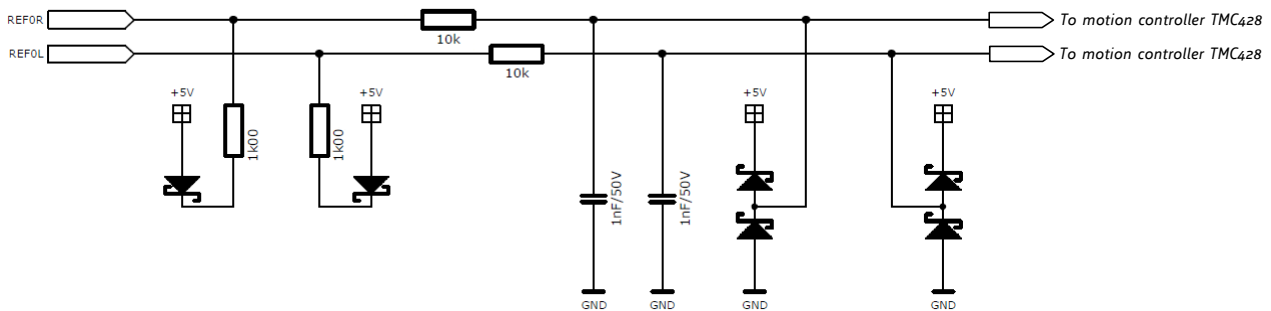 REF0R
To motion controller TMC428
10k
REF0L
To motion controller TMC428
10k
+5V
+5V
+5V
+5V
1k00
1k00
1nF/50V
1nF/50V
GND
GND
GND
GND